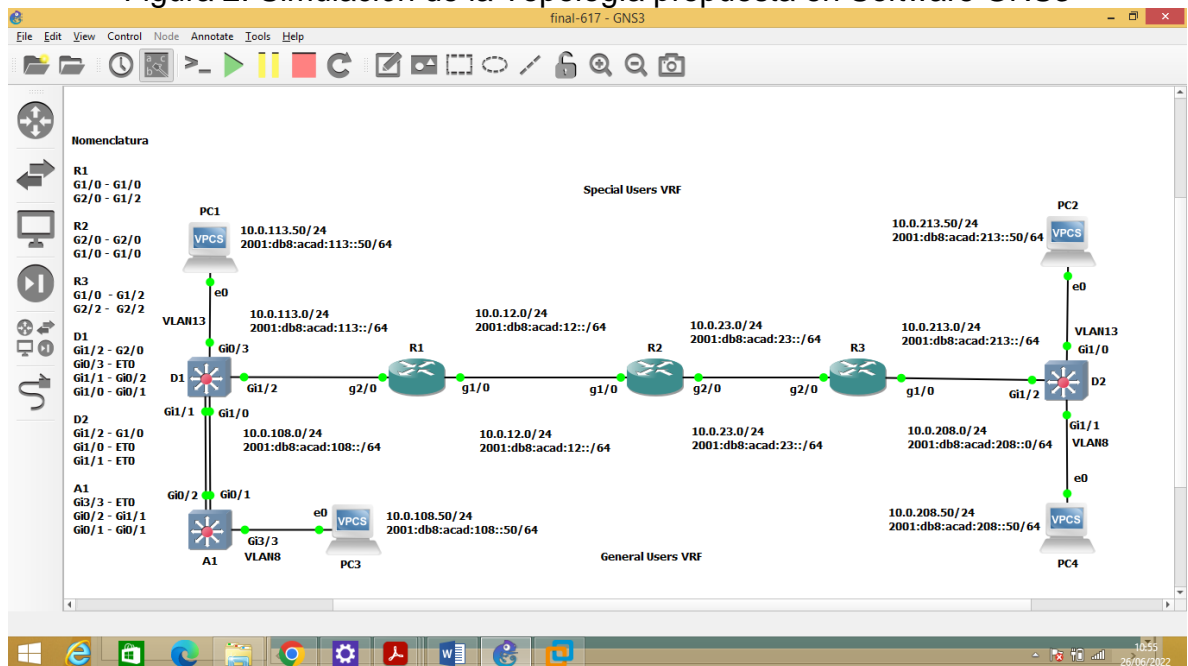 Figura 2. Simulación de la Topología propuesta en Software GNS3
final-617 - GNS3
File Edit View Control Node Annotate Tools Help
Nomenclatura
R1
G1/0 - G1/0
G2/0 - G1/2
R2
G2/0 - G2/0
G1/0 - G1/0
R3
G1/0 - G1/2
G2/2 - G2/2
D1
Gi1/2 - G2/0
Gi0/3 - ET0
Gi1/1 - Gi0/2
Gi1/0 - Gi0/1
D2
Gi1/2 - G1/0
Gi1/0 - ET0
Gi1/1 - ET0
A1
Gi3/3 - ET0
Gi0/2 - Gi1/1
Gi0/1 - Gi0/1
Special Users VRF
PC1
VPCS
10.0.113.50/24
2001:db8:acad:113::50/64
e0
VLAN13
Gi0/3
PC2
10.0.213.50/24
2001:db8:acad:213::50/64
VPCS
e0
VLAN13
Gi1/0
10.0.113.0/24
2001:db8:acad:113::/64
10.0.12.0/24
2001:db8:acad:12::/64
10.0.23.0/24
2001:db8:acad:23::/64
10.0.213.0/24
2001:db8:acad:213::/64
D1
Gi1/2
g2/0
R1
g1/0
g1/0
R2
g2/0
g2/0
R3
g1/0
Gi1/2
D2
Gi1/1 Gi1/0
10.0.108.0/24
2001:db8:acad:108::/64
10.0.12.0/24
2001:db8:acad:12::/64
10.0.23.0/24
2001:db8:acad:23::/64
10.0.208.0/24
2001:db8:acad:208::0/64
Gi1/1
VLAN8
e0
Gi0/2 Gi0/1
A1
Gi3/3
VLAN8
e0
VPCS
PC3
10.0.108.50/24
2001:db8:acad:108::50/64
General Users VRF
10.0.208.50/24
2001:db8:acad:208::50/64
VPCS
PC4
10:55
26/06/2022